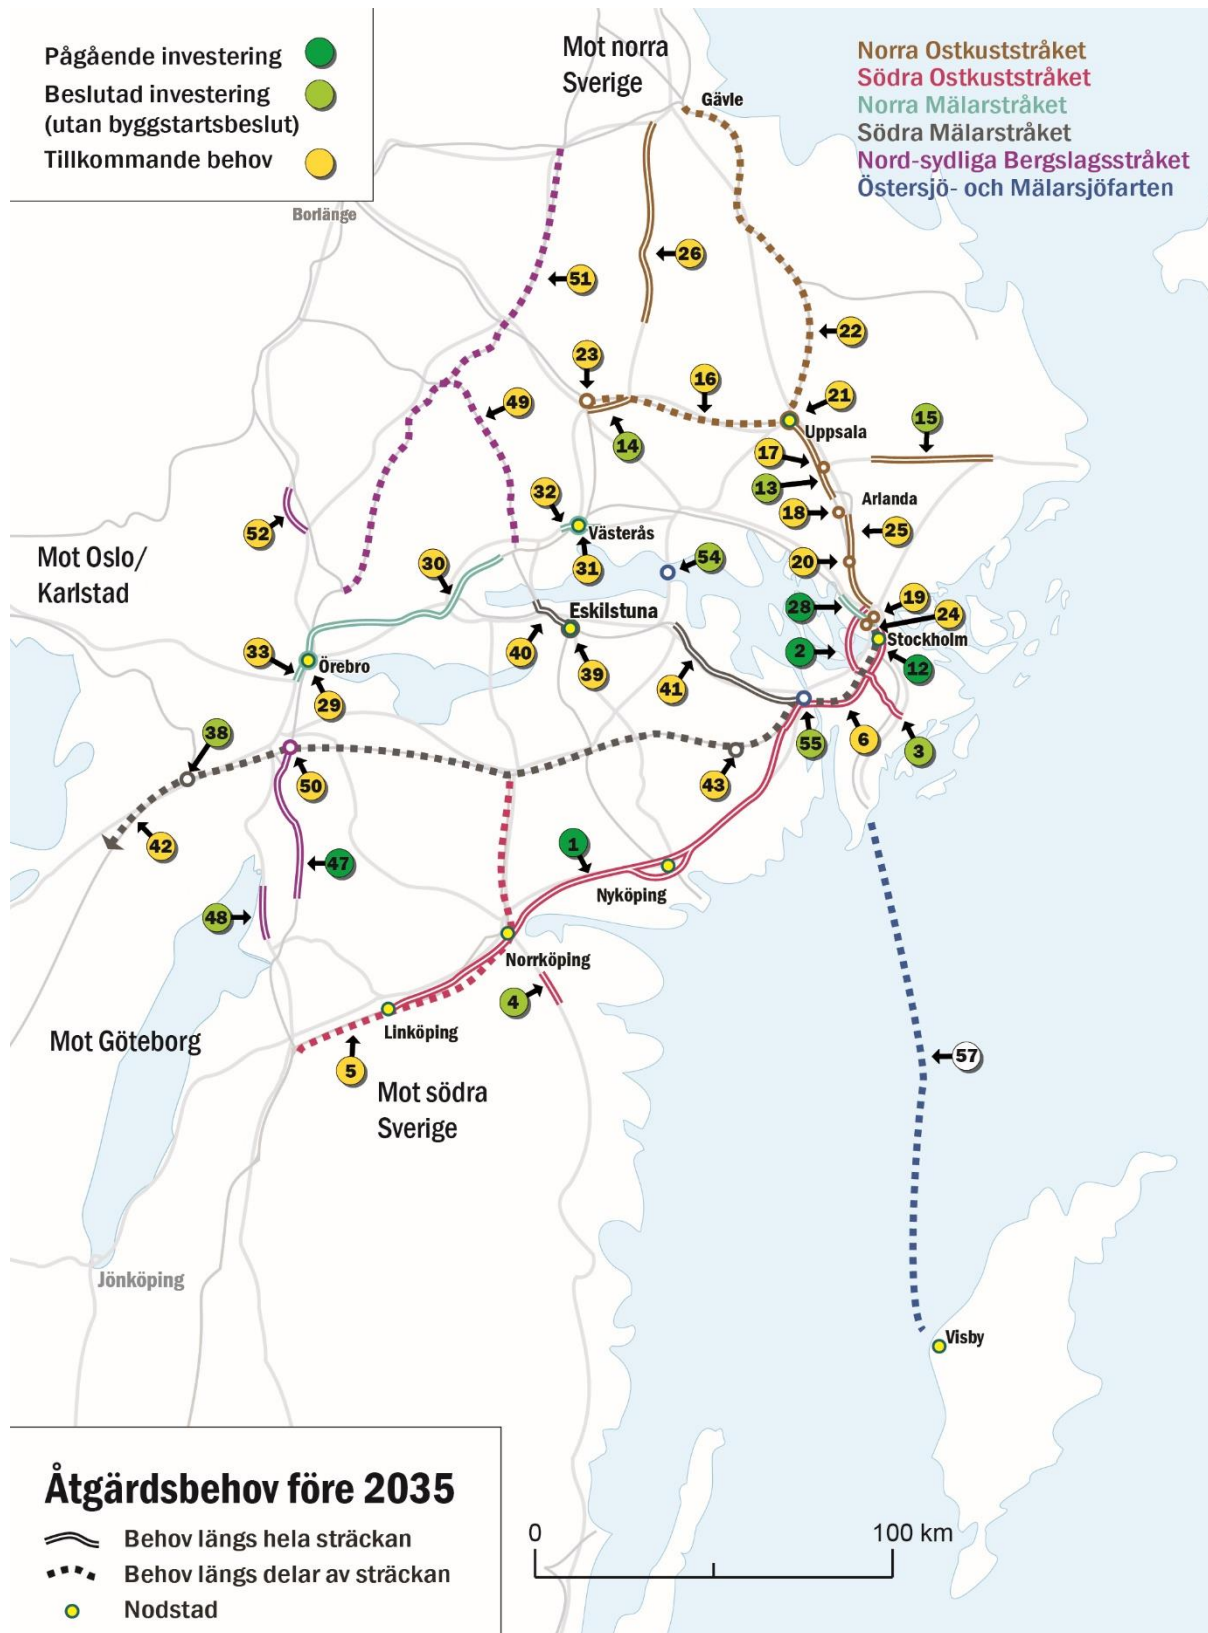 Pågående investering
Beslutad investering
(utan byggstartsbeslut)
Tillkommande behov
Mot norra
Sverige
Norra Ostkuststråket
Södra Ostkuststråket
Norra Mälarstråket
Södra Mälarstråket
Nord-sydliga Bergslagsstråket
Östersjö- och Mälarsjöfarten
Gävle
Borlänge
26
51
22
23
16
21
49
15
Uppsala
14
17
13
32
Arlanda
18
52
Västerås
25
Mot Oslo/
Karlstad
30
31
54
20
Eskilstuna
28
19
24
Stockholm
33
Örebro
40
2
12
39
41
29
38
55
6
3
50
43
42
1
47
Nyköping
48
Norrköping
4
Linköping
Mot Göteborg
57
5
Mot södra
Sverige
Jönköping
Visby
Åtgärdsbehov före 2035
Behov längs hela sträckan
Behov längs delar av sträckan
Nodstad
0
100 km